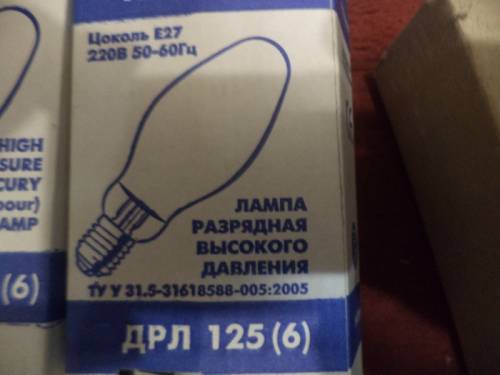 Цоколь Е27
220В 50-60Гц
HIGH
SURE
CURY
pour)
AMP
(6)
ЛАМПА
РАЗРЯДНАЯ
ВЫСОКОГО
ДАВЛЕНИЯ
ТУ У 31.5-31618588-005:2005
ДРЛ 125 (6)